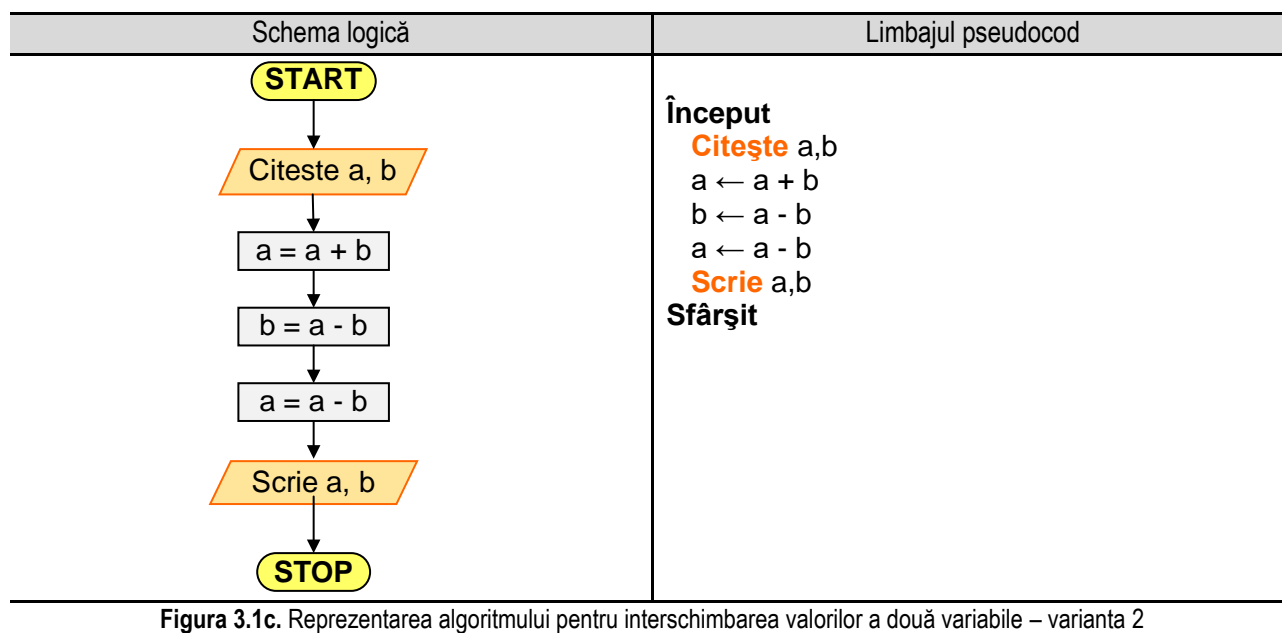 Schema logică
Limbajul pseudocod
START
Citeste a, b
a = a + b
b = a - b
a = a - b
Scrie a, b
STOP
Început
Citeşte a,b
a ← a + b
b ← a - b
a ← a - b
Scrie a,b
Sfârşit
Figura 3.1c. Reprezentarea algoritmului pentru interschimbarea valorilor a două variabile – varianta 2